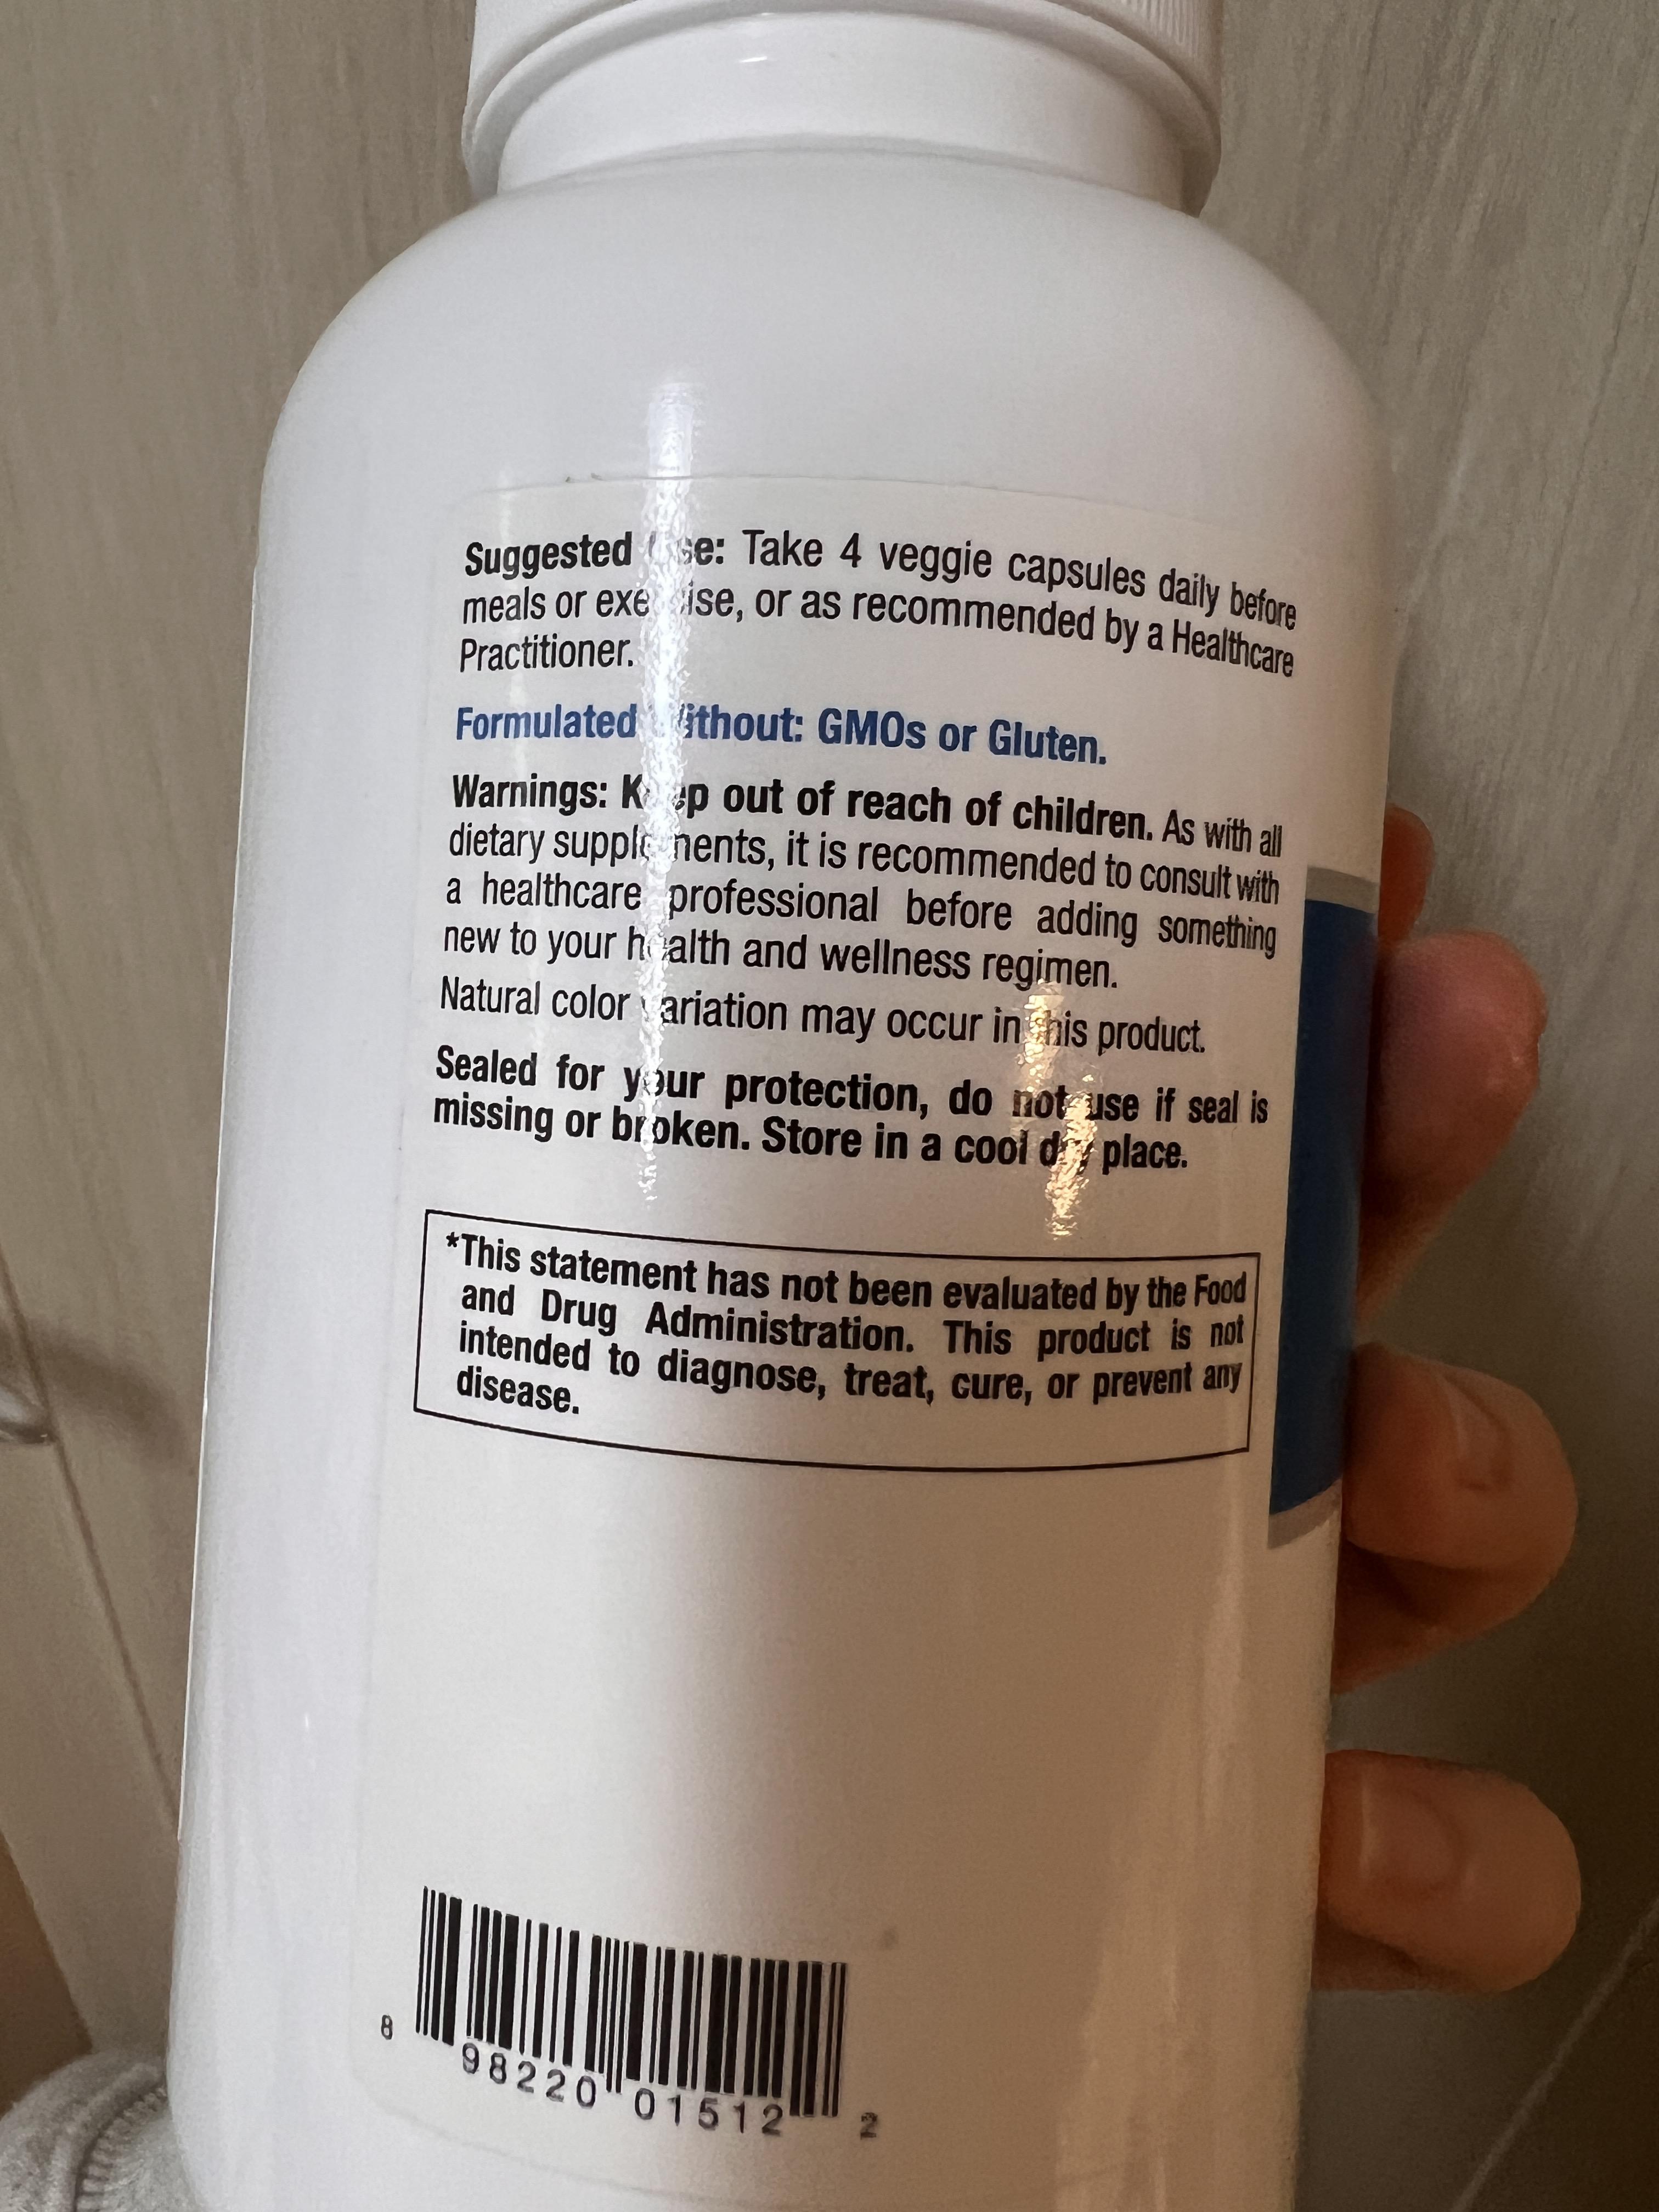 Suggested Use: Take 4 veggie capsules daily before
meals or exercise, or as recommended by a Healthcare
Practitioner.
Formulated Without: GMOs or Gluten.
Warnings: Keep out of reach of children. As with all
dietary supplements, it is recommended to consult with
a healthcare professional before adding something
new to your health and wellness regimen.
Natural color variation may occur in this product.
Sealed for your protection, do not use if seal is
missing or broken. Store in a cool dry place.
*This statement has not been evaluated by the Food
and Drug Administration. This product is not
intended to diagnose, treat, cure, or prevent any
disease.
8 98220 01512 2